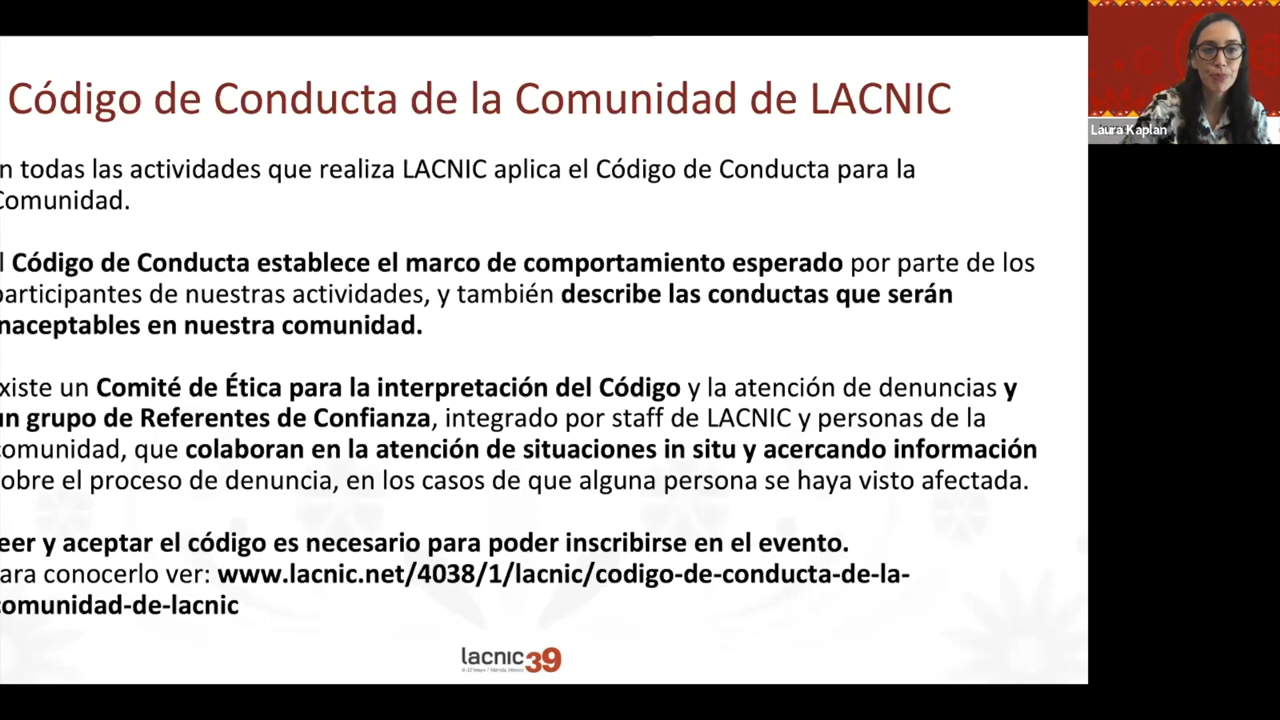 Código de Conducta de la Comunidad de LACNIC
n todas las actividades que realiza LACNIC aplica el Código de Conducta para la
Comunidad.
l Código de Conducta establece el marco de comportamiento esperado por parte de los
participantes de nuestras actividades, y también describe las conductas que serán
naceptables en nuestra comunidad.
xiste un Comité de Ética para la interpretación del Código y la atención de denuncias y
un grupo de Referentes de Confianza, integrado por staff de LACNIC y personas de la
comunidad, que colaboran en la atención de situaciones in situ y acercando información
obre el proceso de denuncia, en los casos de que alguna persona se haya visto afectada.
eer y aceptar el código es necesario para poder inscribirse en el evento.
ara conocerlo ver: www.lacnic.net/4038/1/lacnic/codigo-de-conducta-de-la-
comunidad-de-lacnic
lacnic39
Laura Kaplan